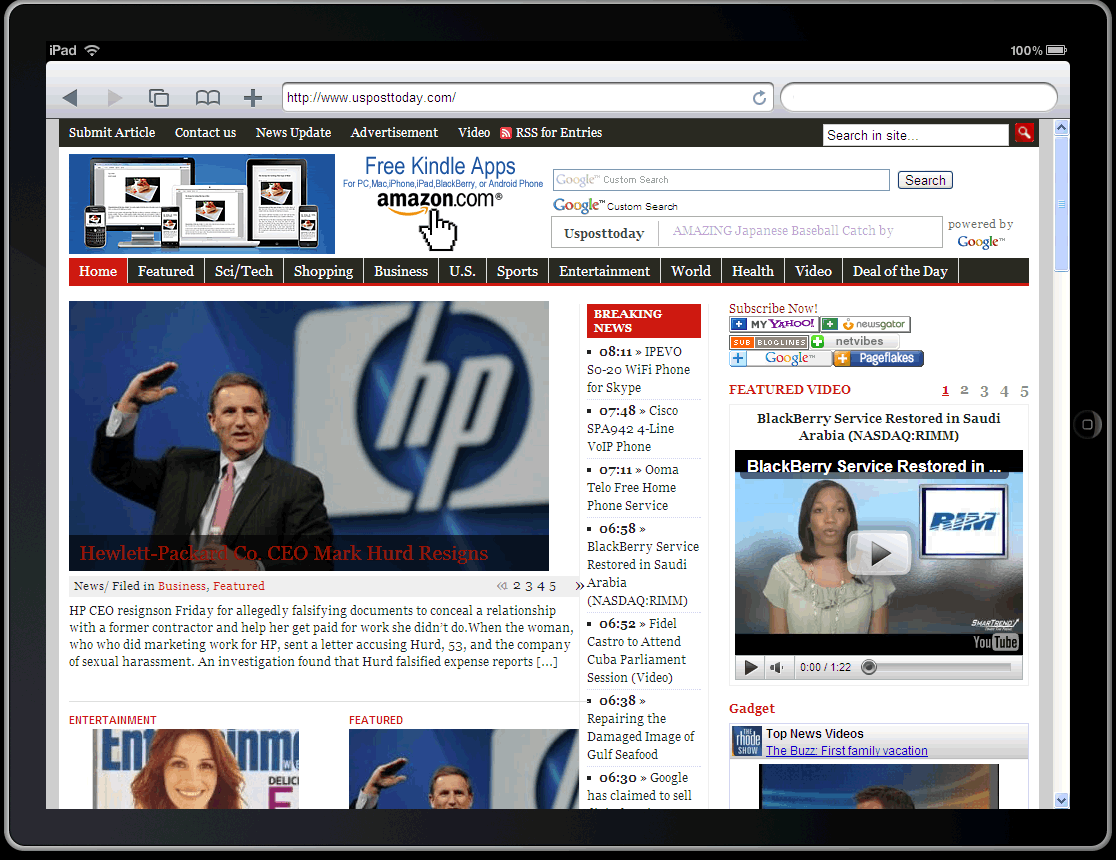 iPad
100%
http://www.usposttoday.com/
Submit Article Contact us News Update Advertisement Video RSS for Entries
Search in site...
Free Kindle Apps
For PC,Mac,iPhone,iPad,BlackBerry, or Android Phone
amazon.com®
Google™ Custom Search
Search
Google™ Custom Search
Usposttoday
AMAZING Japanese Baseball Catch by
powered by
Google™
Home Featured Sci/Tech Shopping Business U.S. Sports Entertainment World Health Video Deal of the Day
hp
Hewlett-Packard Co. CEO Mark Hurd Resigns
News/ Filed in Business, Featured
« 2 3 4 5 »
HP CEO resignson Friday for allegedly falsifying documents to conceal a relationship
with a former contractor and help her get paid for work she didn't do.When the woman,
who who did marketing work for HP, sent a letter accusing Hurd, 53, and the company
of sexual harassment. An investigation found that Hurd falsified expense reports [...]
ENTERTAINMENT
Entertainm
WE
DELIC
E
FEATURED
BREAKING
NEWS
08:11 » IPEVO
S0-20 WiFi Phone
for Skype
07:48 » Cisco
SPA942 4-Line
VoIP Phone
07:11 » Ooma
Telo Free Home
Phone Service
06:58 »
BlackBerry Service
Restored in Saudi
Arabia
(NASDAQ:RIMM)
06:52 » Fidel
Castro to Attend
Cuba Parliament
Session (Video)
06:38 »
Repairing the
Damaged Image of
Gulf Seafood
06:30 » Google
has claimed to sell
Subscribe Now!
MY YAHOO! newsgator
SUB BLOGLINES netvibes
Google™ Pageflakes
FEATURED VIDEO
1 2 3 4 5
BlackBerry Service Restored in Saudi
Arabia (NASDAQ:RIMM)
BlackBerry Service Restored in ...
RIM
SMARTREND
YouTube
0:00 / 1:22
Gadget
THE
rhode
SHOW
Top News Videos
The Buzz: First family vacation